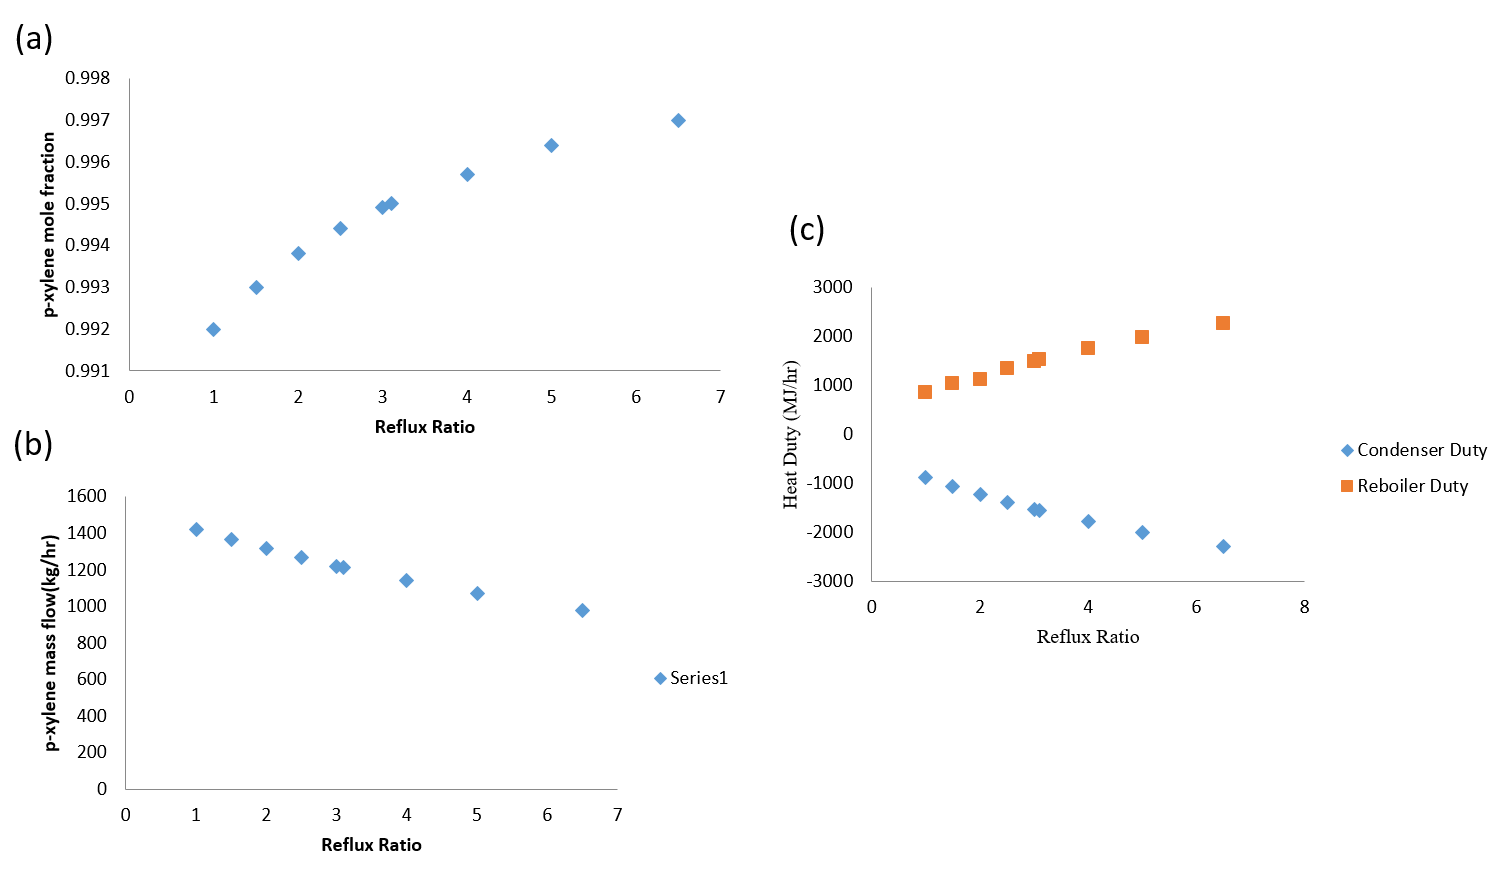 (a)
0.998
0.997
0.996
0.995
0.994
0.993
0.992
0.991
p-xylene mole fraction
0 1 2 3 4 5 6 7
Reflux Ratio
(b)
1600
1400
1200
1000
800
600
400
200
0
p-xylene mass flow(kg/hr)
0 1 2 3 4 5 6 7
Reflux Ratio
Series1
(c)
3000
2000
1000
0
-1000
-2000
-3000
Heat Duty (MJ/hr)
0 2 4 6 8
Reflux Ratio
Condenser Duty
Reboiler Duty